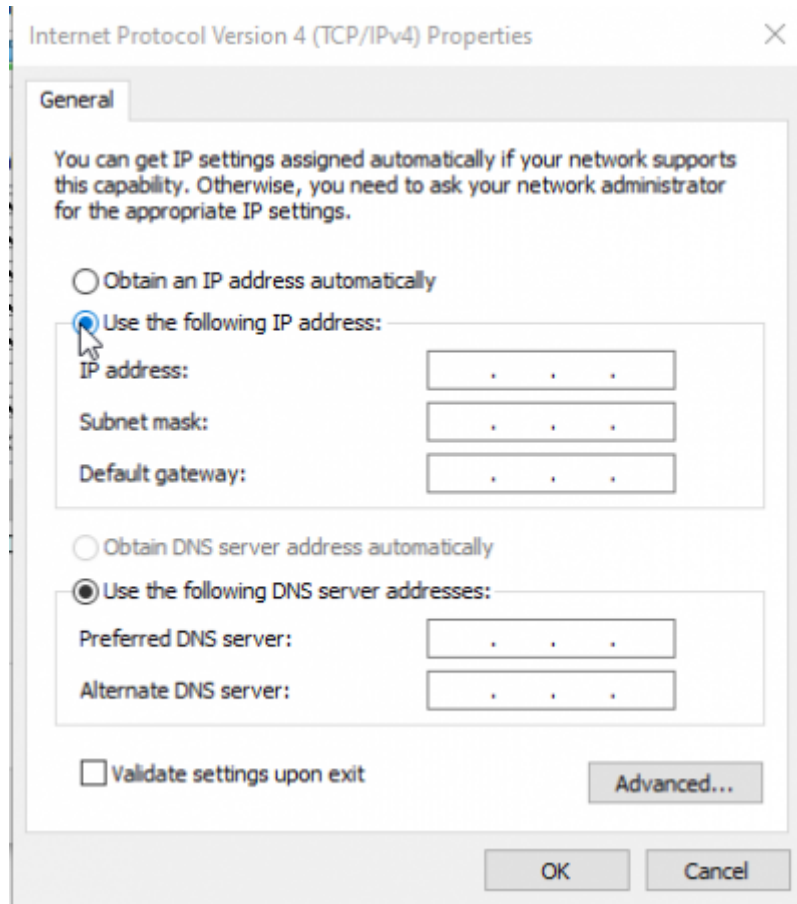 Internet Protocol Version 4 (TCP/IPv4) Properties
General
You can get IP settings assigned automatically if your network supports
this capability. Otherwise, you need to ask your network administrator
for the appropriate IP settings.
Obtain an IP address automatically
Use the following IP address:
IP address:
Subnet mask:
Default gateway:
Obtain DNS server address automatically
Use the following DNS server addresses:
Preferred DNS server:
Alternate DNS server:
Validate settings upon exit
Advanced...
OK
Cancel